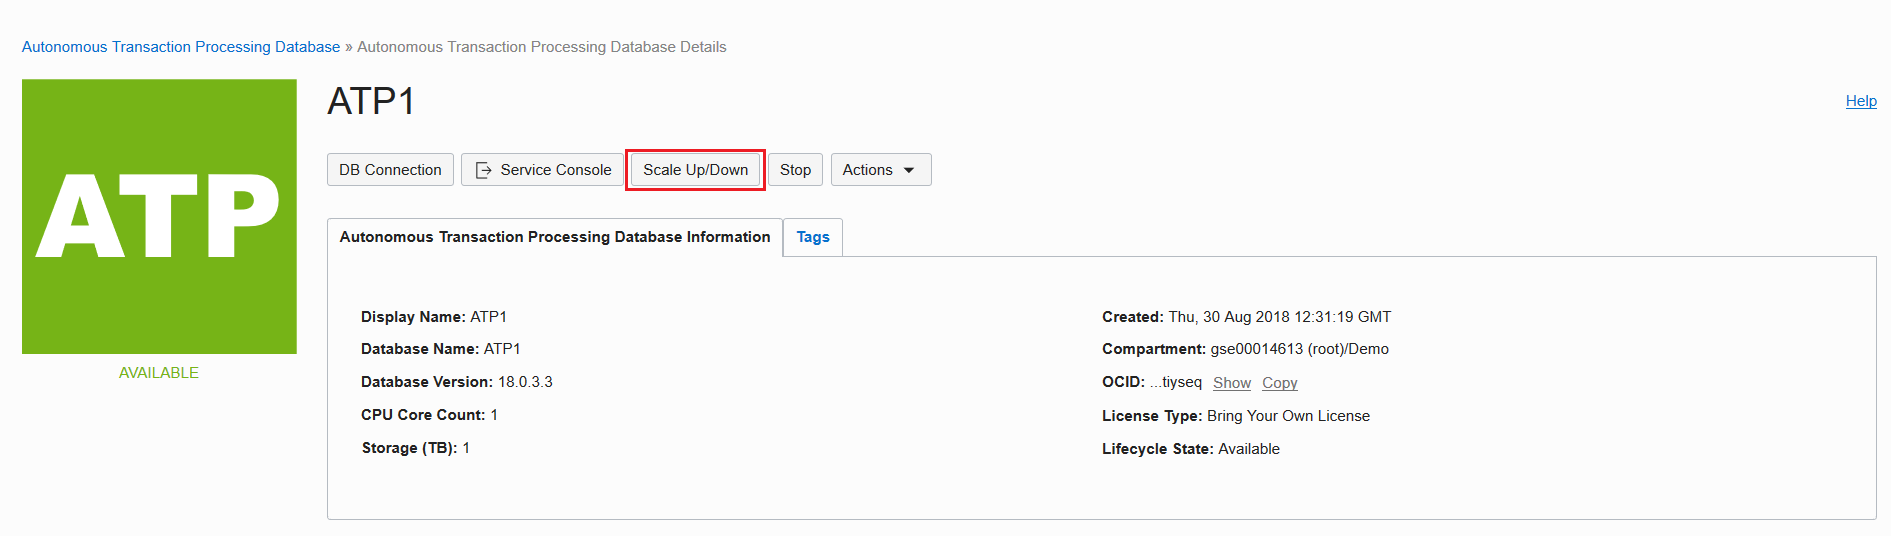 Autonomous Transaction Processing Database » Autonomous Transaction Processing Database Details
ATP
AVAILABLE
ATP1
Help
DB Connection Service Console Scale Up/Down Stop Actions
Autonomous Transaction Processing Database Information Tags
Display Name: ATP1
Database Name: ATP1
Database Version: 18.0.3.3
CPU Core Count: 1
Storage (TB): 1
Created: Thu, 30 Aug 2018 12:31:19 GMT
Compartment: gse00014613 (root)/Demo
OCID: ...tiyseq Show Copy
License Type: Bring Your Own License
Lifecycle State: Available